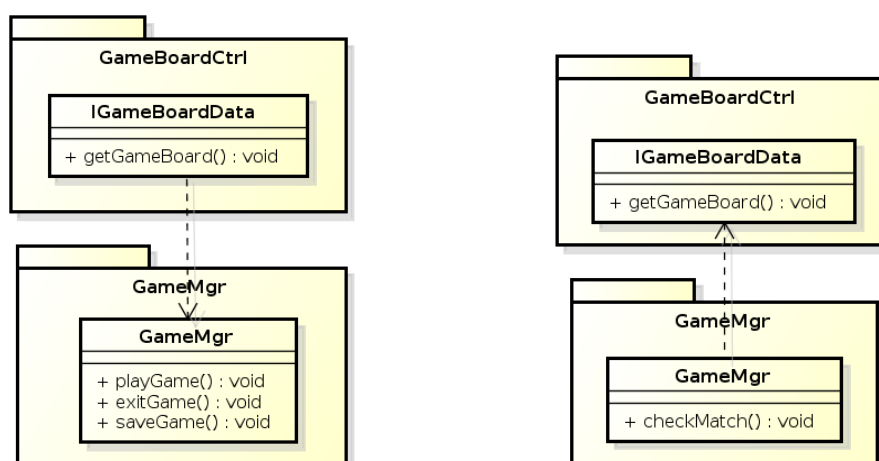 GameBoardCtrl
IGameBoardData
+ getGameBoard() : void
GameMgr
GameMgr
+ playGame() : void
+ exitGame() : void
+ saveGame() : void
GameBoardCtrl
IGameBoardData
+ getGameBoard() : void
GameMgr
GameMgr
+ checkMatch() : void